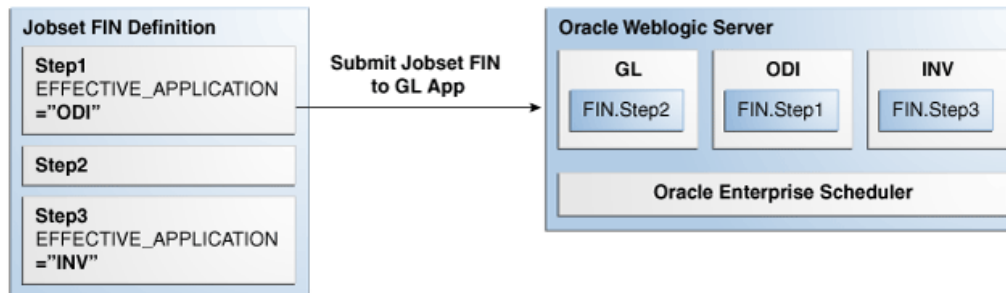 Jobset FIN Definition
Step1
EFFECTIVE_APPLICATION
="ODI"
Step2
Step3
EFFECTIVE_APPLICATION
="INV"
Submit Jobset FIN
to GL App
Oracle Weblogic Server
GL
FIN.Step2
ODI
FIN.Step1
INV
FIN.Step3
Oracle Enterprise Scheduler